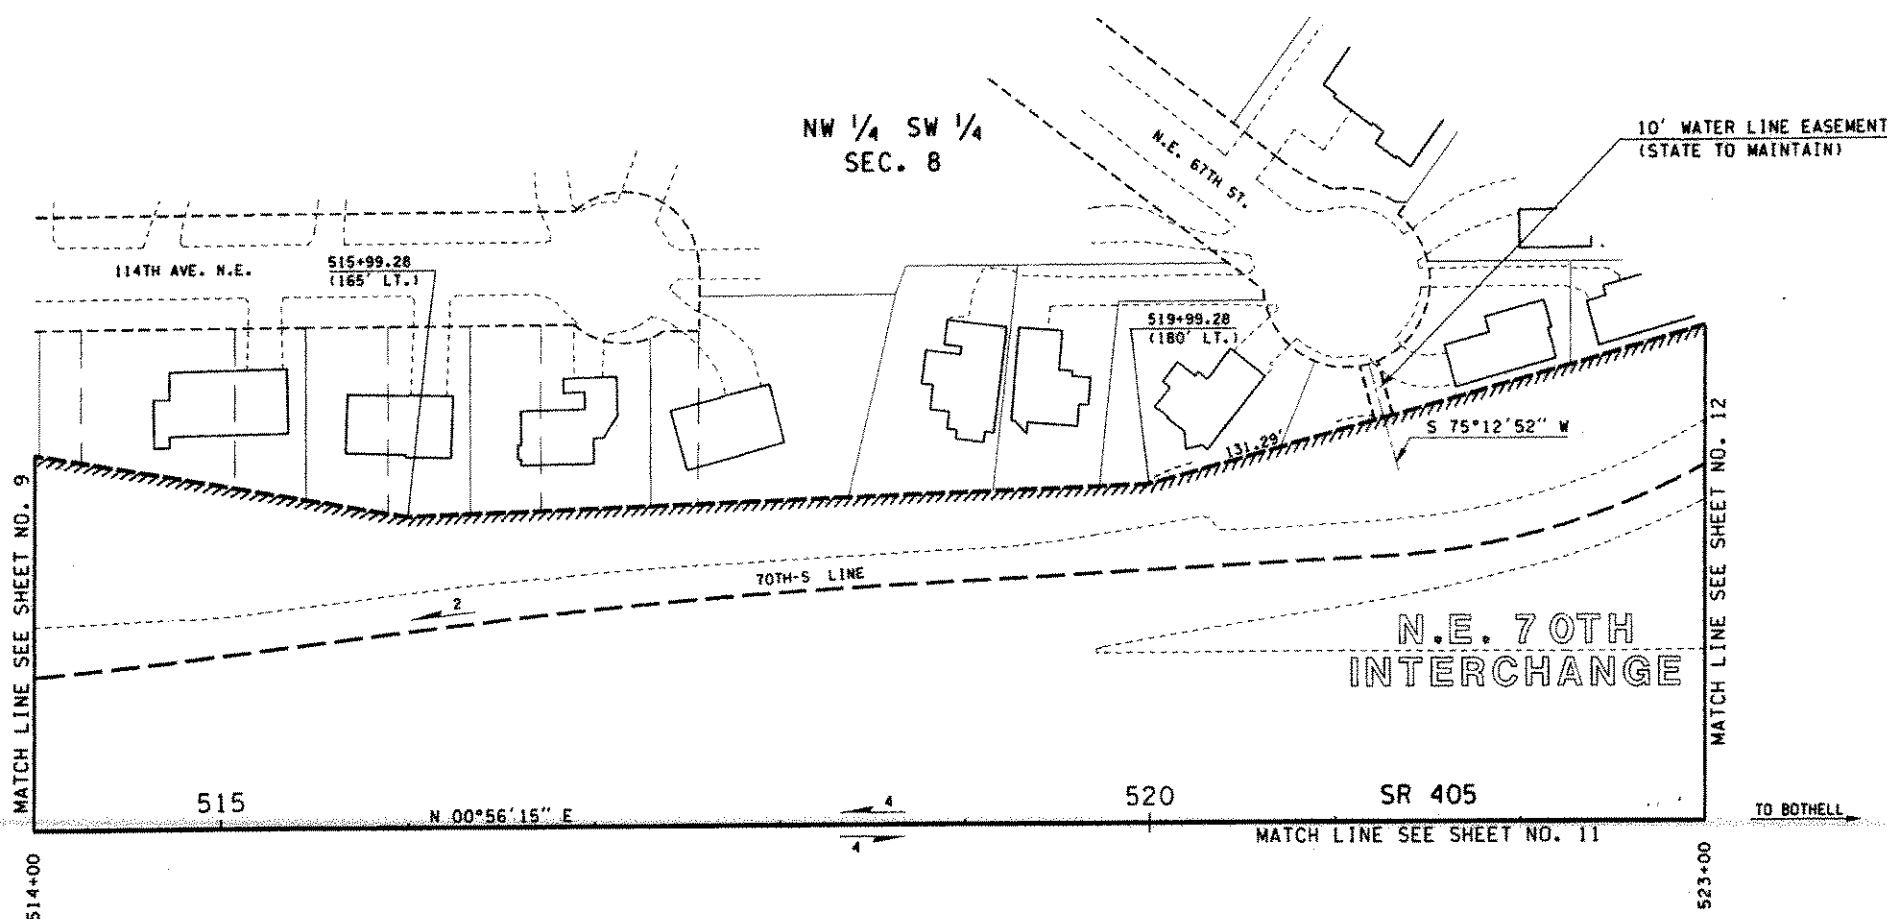 NW 1/4 SW 1/4
SEC. 8
N.E. 67TH ST.
10' WATER LINE EASEMENT
(STATE TO MAINTAIN)
114TH AVE. N.E.
515+99.28
(165' LT.)
519+99.28
(180' LT.)
131.29'
S 75°12'52" W
MATCH LINE SEE SHEET NO. 9
MATCH LINE SEE SHEET NO. 12
70TH-S LINE
2
N.E. 70TH
INTERCHANGE
515
N 00°56'15" E
4
4
520
SR 405
MATCH LINE SEE SHEET NO. 11
TO BOTHELL
514+00
523+00